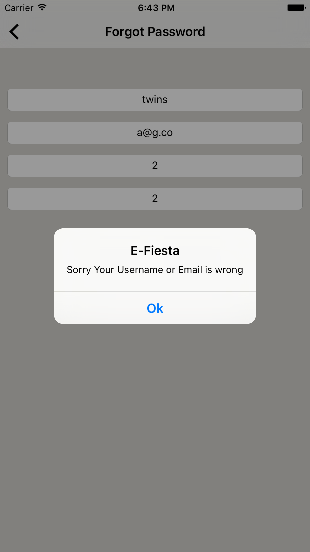 Carrier 6:43 PM
Forgot Password
twins
a@g.co
2
2
E-Fiesta
Sorry Your Username or Email is wrong
Ok